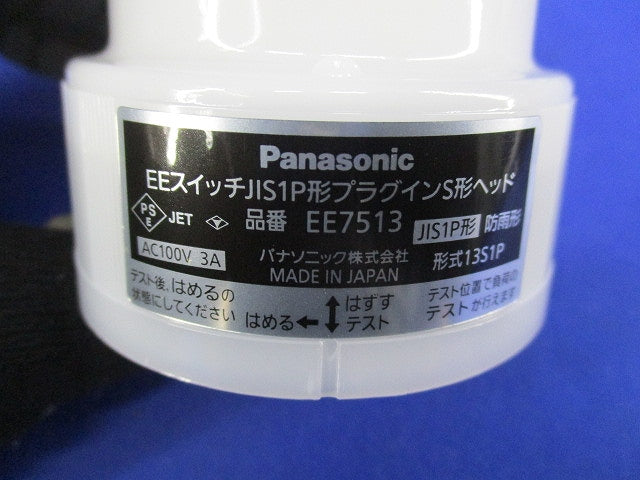 Panasonic
EEスイッチJIS1P形プラグインS形ヘッド
PSE JET 品番 EE7513 JIS1P形 防雨形
AC100V 3A パナソニック株式会社 形式13S1P
MADE IN JAPAN
テスト後、はめるの
状態にしてください
はめる← ↕ はずす
テスト
テスト位置で負荷の
テストが行えます